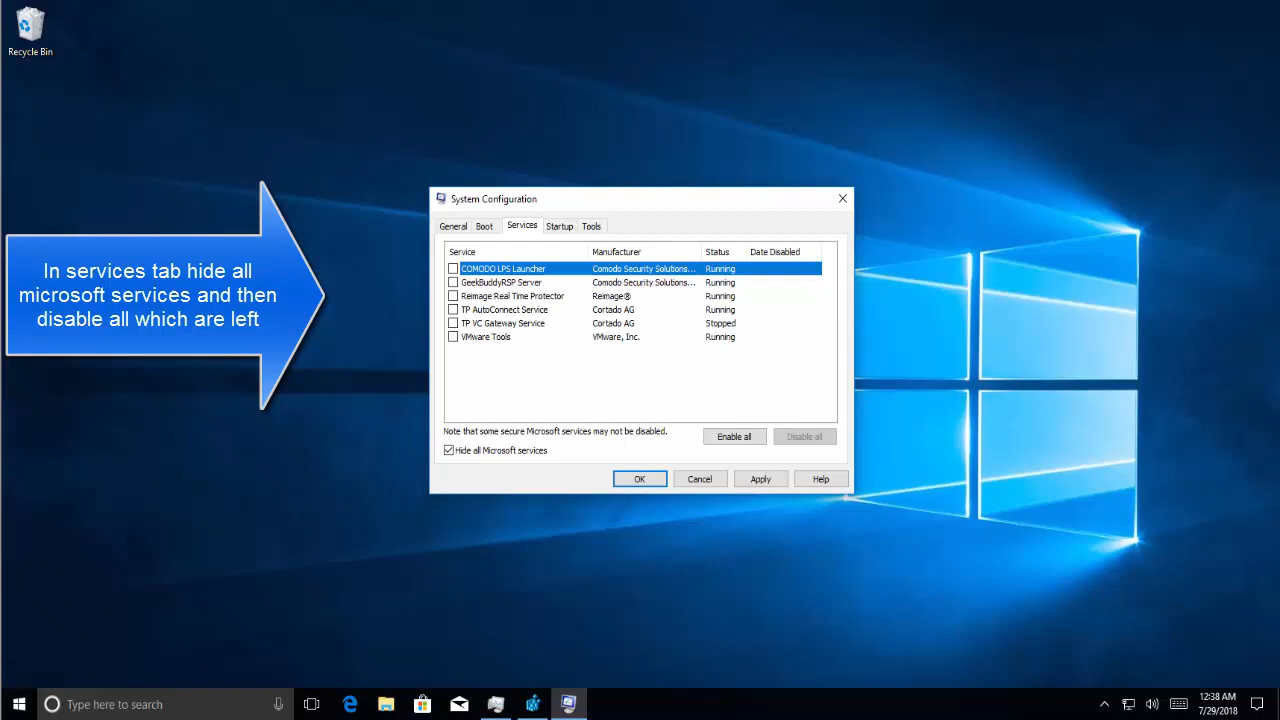 Recycle Bin
In services tab hide all
microsoft services and then
disable all which are left
System Configuration
General Boot Services Startup Tools
Service Manufacturer Status Date Disabled
COMODO LPS Launcher Comodo Security Solutions... Running
GeekBuddyRSP Server Comodo Security Solutions... Running
Reimage Real Time Protector Reimage® Running
TP AutoConnect Service Cortado AG Running
TP VC Gateway Service Cortado AG Stopped
VMware Tools VMware, Inc. Running
Note that some secure Microsoft services may not be disabled.
Enable all Disable all
Hide all Microsoft services
OK Cancel Apply Help
Type here to search
12:38 AM
7/29/2018